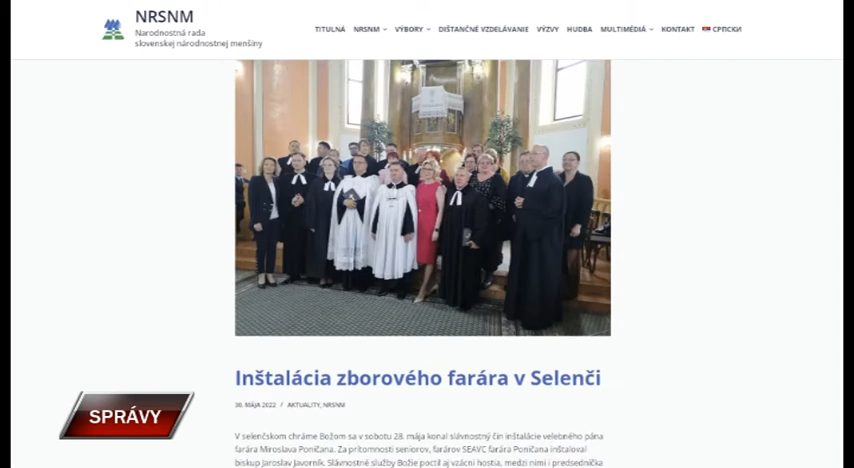 NRSNM
Národnostná rada
slovenskej národnostnej menšiny
TITULNÁ NRSNM VÝBORY DIŠTANČNÉ VZDELÁVANIE VÝZVY HUDBA MULTIMÉDIÁ KONTAKT СРПСКИ
Inštalácia zborového farára v Selenči
30. MÁJA 2022 / AKTUALITY, NRSNM
SPRÁVY
V selenčskom chráme Božom sa v sobotu 28. mája konal slávnostný čin inštalácie velebného pána
farára Miroslava Poničana. Za prítomnosti seniorov, farárov SEAVC farára Poničana inštaloval
biskup Jaroslav Javorník. Slávnostné služby Božie poctil aj vzácni hostia, medzi nimi i predsedníčka